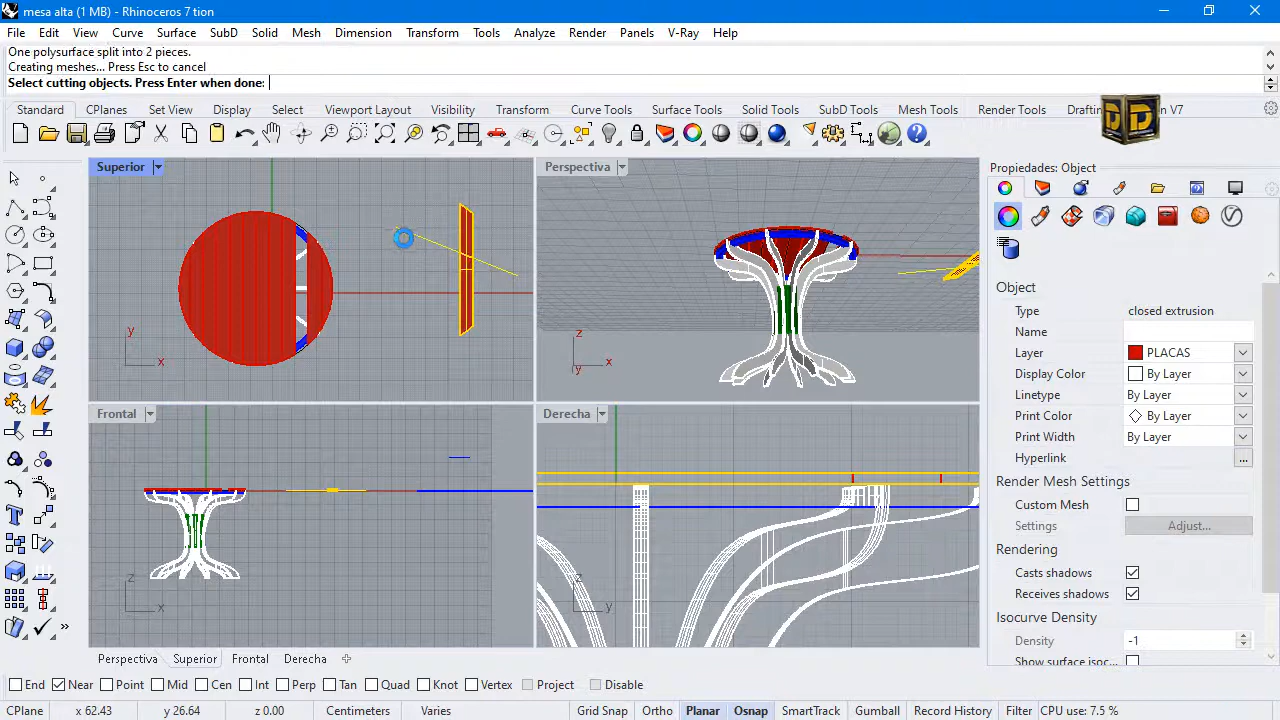 mesa alta (1 MB) - Rhinoceros 7 tion
File Edit View Curve Surface SubD Solid Mesh Dimension Transform Tools Analyze Render Panels V-Ray Help
One polysurface split into 2 pieces.
Creating meshes... Press Esc to cancel
Select cutting objects. Press Enter when done:
Standard CPlanes Set View Display Select Viewport Layout Visibility Transform Curve Tools Surface Tools Solid Tools SubD Tools Mesh Tools Render Tools Drafti n V7
Superior
Perspectiva
Propiedades: Object
y
x
z
x
y
Object
Type closed extrusion
Name
Layer PLACAS
Display Color By Layer
Linetype By Layer
Print Color By Layer
Print Width By Layer
Hyperlink ...
Frontal
Derecha
z
x
z
y
Render Mesh Settings
Custom Mesh
Settings Adjust...
Rendering
Casts shadows
Receives shadows
Isocurve Density
Density -1
Show surface isoc...
Perspectiva Superior Frontal Derecha
End Near Point Mid Cen Int Perp Tan Quad Knot Vertex Project Disable
CPlane x 62.43 y 26.64 z 0.00 Centimeters Varies Grid Snap Ortho Planar Osnap SmartTrack Gumball Record History Filter CPU use: 7.5 %